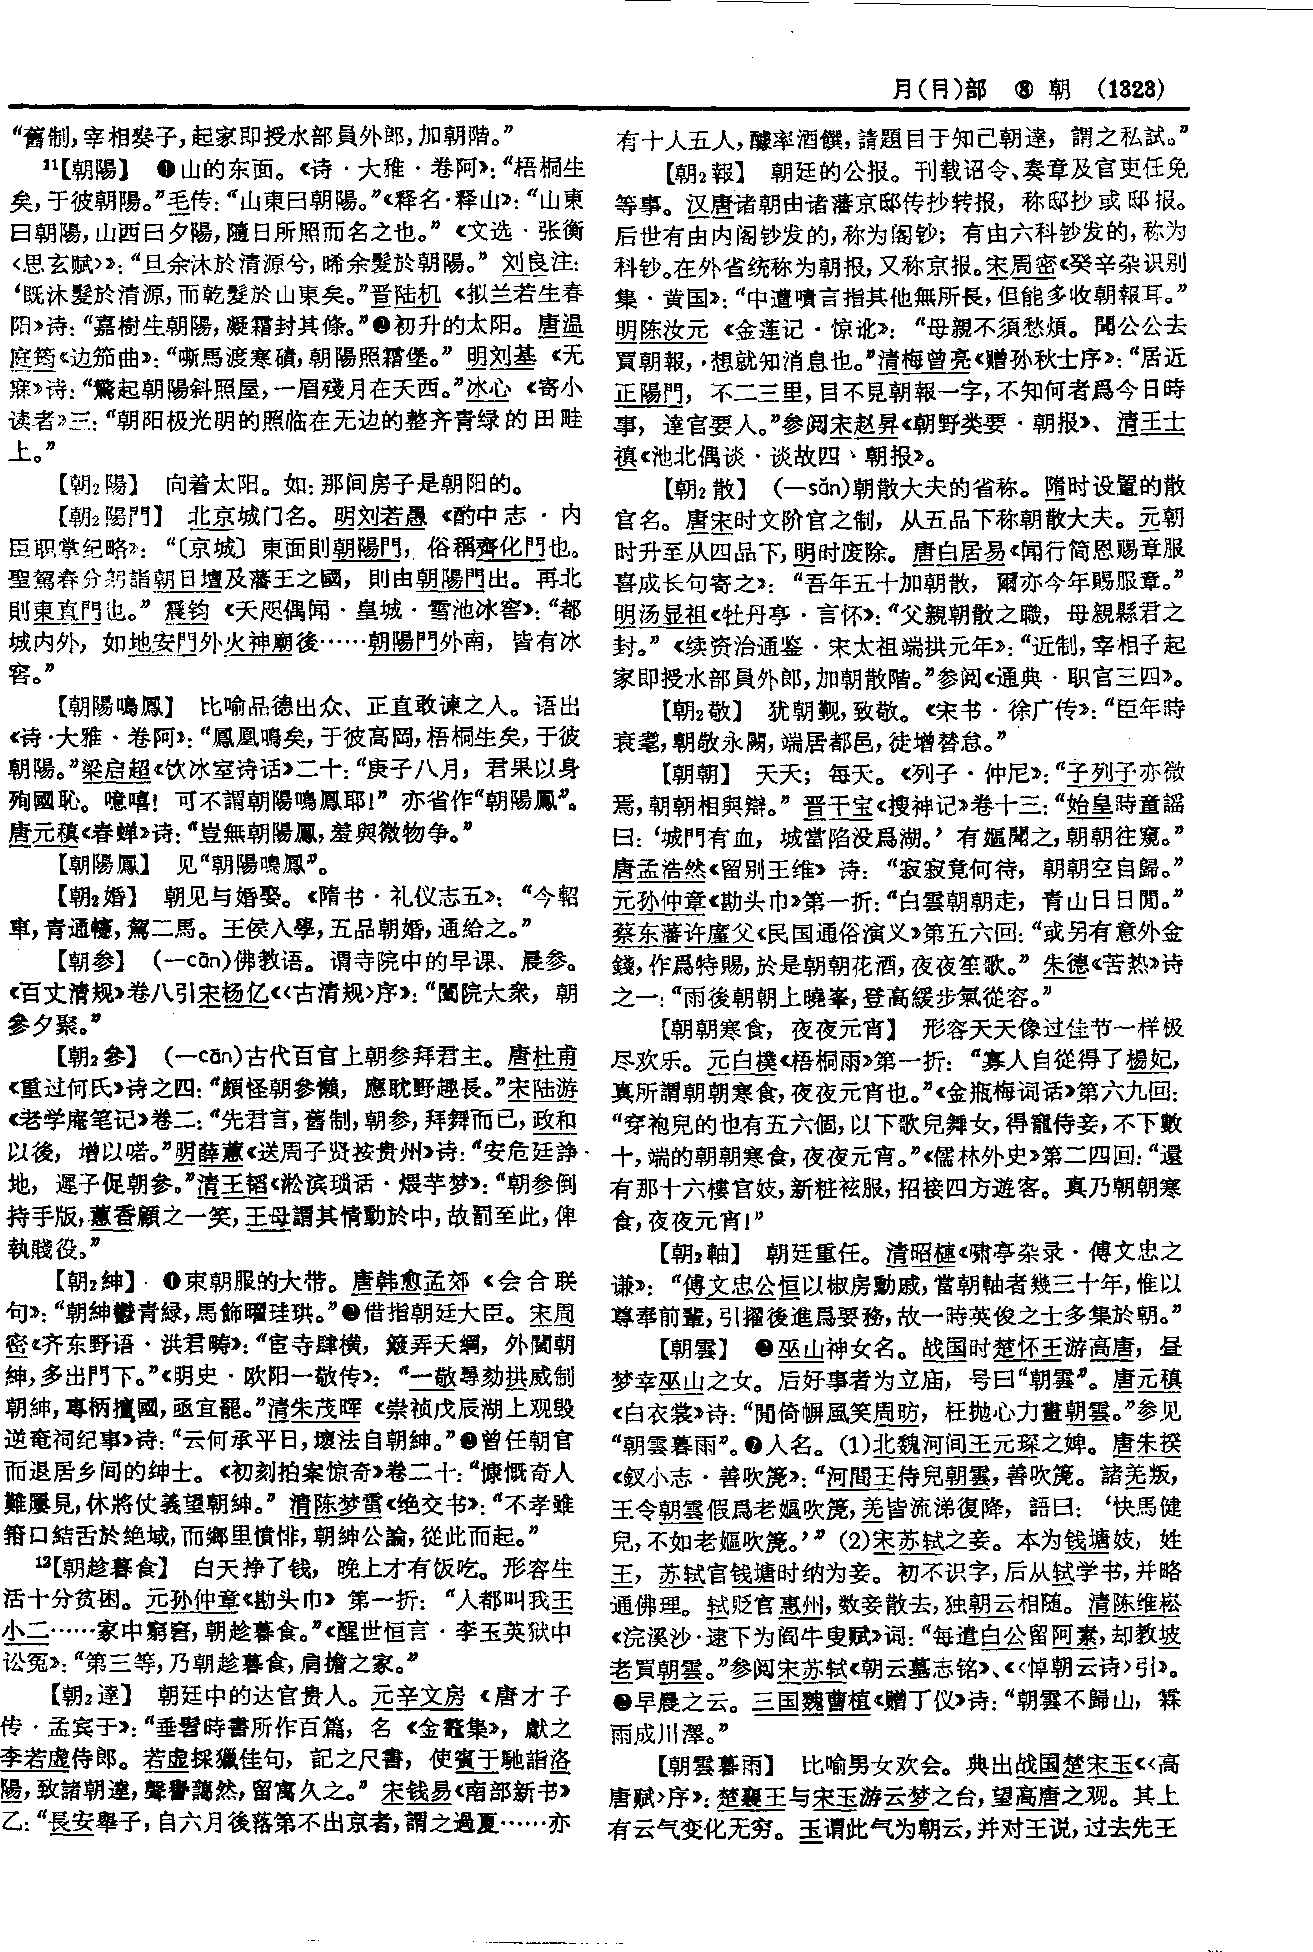 月(⺝)部 ⑧ 朝 (1323)
“舊制，宰相娶子，起家即授水部員外郎，加朝階。”
¹¹【朝陽】 ❶山的东面。《诗·大雅·卷阿》：“梧桐生
矣，于彼朝陽。”毛传：“山東曰朝陽。”《释名·释山》：“山東
曰朝陽，山西曰夕陽，隨日所照而名之也。”《文选·张衡
〈思玄赋〉》：“旦余沐於清源兮，晞余髮於朝陽。” 刘良注：
‘既沐髮於清源，而乾髮於山東矣。”晋陆机《拟兰若生春
阳》诗：“嘉樹生朝陽，凝霜封其條。”❷初升的太阳。唐温
庭筠《边笳曲》：“嘶馬渡寒磧，朝陽照霜堡。” 明刘基《无
寐》诗：“驚起朝陽斜照屋，一眉殘月在天西。”冰心《寄小
读者》三：“朝阳极光明的照临在无边的整齐青绿的田畦
上。”
【朝₂陽】 向着太阳。如：那间房子是朝阳的。
【朝₂陽門】 北京城门名。明刘若愚《酌中志·内
臣职掌纪略》：“〔京城〕東面則朝陽門，俗稱齊化門也。
聖駕春分躬詣朝日壇及藩王之國，則由朝陽門出。再北
則東直門也。” 震钧《天咫偶闻·皇城·雪池冰窖》：“都
城内外，如地安門外火神廟後……朝陽門外南，皆有冰
窖。”
【朝陽鳴鳳】 比喻品德出众、正直敢谏之人。语出
《诗·大雅·卷阿》：“鳳凰鳴矣，于彼高岡，梧桐生矣，于彼
朝陽。”梁启超《饮冰室诗话》二十：“庚子八月，君果以身
殉國恥。噫嘻！可不謂朝陽鳴鳳耶！” 亦省作“朝陽鳳”。
唐元稹《春蝉》诗：“豈無朝陽鳳，羞與微物争。”
【朝陽鳳】 见“朝陽鳴鳳”。
【朝₂婚】 朝见与婚娶。《隋书·礼仪志五》：“今軺
車，青通幰，駕二馬。王侯入學，五品朝婚，通給之。”
【朝参】 (—cān)佛教语。谓寺院中的早课、晨参。
《百丈清规》卷八引宋杨亿《〈古清规〉序》：“闔院大衆，朝
參夕聚。”
【朝₂參】 (—cān)古代百官上朝参拜君主。唐杜甫
《重过何氏》诗之四：“頗怪朝參懶，應耽野趣長。”宋陆游
《老学庵笔记》卷二：“先君言，舊制，朝参，拜舞而已，政和
以後，增以喏。”明薛蕙《送周子贤按贵州》诗：“安危廷諍
地，遲子促朝參。”清王韬《淞滨琐话·煨芋梦》：“朝参倒
持手版，蕙香顧之一笑，王母謂其情動於中，故罰至此，俾
執賤役。”
【朝₂紳】 ❶束朝服的大带。唐韩愈孟郊《会合联
句》：“朝紳鬱青緑，馬飾曜珪珙。”❷借指朝廷大臣。宋周
密《齐东野语·洪君畴》：“宦寺肆横，簸弄天綱，外閫朝
紳，多出門下。”《明史·欧阳一敬传》：“一敬尋劾拱威制
朝紳，專柄擅國，亟宜罷。”清朱茂晖《崇祯戊辰湖上观毁
逆奄祠纪事》诗：“云何承平日，壞法自朝紳。”❸曾任朝官
而退居乡间的绅士。《初刻拍案惊奇》卷二十：“慷慨奇人
難屢見，休將仗義望朝紳。” 清陈梦雷《绝交书》：“不孝雖
箝口結舌於絶域，而鄉里憤悱，朝紳公論，從此而起。”
¹²【朝趁暮食】 白天挣了钱，晚上才有饭吃。形容生
活十分贫困。元孙仲章《勘头巾》第一折：“人都叫我王
小二……家中窮窘，朝趁暮食。”《醒世恒言·李玉英狱中
讼冤》：“第三等，乃朝趁暮食，肩擔之家。”
【朝₂達】 朝廷中的达官贵人。元辛文房《唐才子
传·孟宾于》：“垂髫時書所作百篇，名《金鼇集》，獻之
李若虚侍郎。若虚採獵佳句，記之尺書，使賓于馳詣洛
陽，致諸朝達，聲譽藹然，留寓久之。” 宋钱易《南部新书》
乙：“長安舉子，自六月後落第不出京者，謂之過夏……亦
有十人五人，醵率酒饌，請題目于知己朝達，謂之私試。”
【朝₂報】 朝廷的公报。刊载诏令、奏章及官吏任免
等事。汉唐诸朝由诸藩京邸传抄转报，称邸抄或邸报。
后世有由内阁钞发的，称为阁钞；有由六科钞发的，称为
科钞。在外省统称为朝报，又称京报。宋周密《癸辛杂识别
集·黄国》：“中遭嘖言指其他無所長，但能多收朝報耳。”
明陈汝元《金莲记·惊讹》：“母親不須愁煩。聞公公去
買朝報，想就知消息也。”清梅曾亮《赠孙秋士序》：“居近
正陽門，不二三里，目不見朝報一字，不知何者爲今日時
事，達官要人。”参阅宋赵昇《朝野类要·朝报》、清王士
禛《池北偶谈·谈故四·朝报》。
【朝₂散】 (—sǎn)朝散大夫的省称。隋时设置的散
官名。唐宋时文阶官之制，从五品下称朝散大夫。元朝
时升至从四品下，明时废除。唐白居易《闻行简恩赐章服
喜成长句寄之》：“吾年五十加朝散，爾亦今年賜服章。”
明汤显祖《牡丹亭·言怀》：“父親朝散之職，母親縣君之
封。”《续资治通鉴·宋太祖端拱元年》：“近制，宰相子起
家即授水部員外郎，加朝散階。”参阅《通典·职官三四》。
【朝₂敬】 犹朝觐，致敬。《宋书·徐广传》：“臣年時
衰耄，朝敬永闕，端居都邑，徒增替怠。”
【朝朝】 天天；每天。《列子·仲尼》：“子列子亦微
焉，朝朝相與辯。” 晋干宝《搜神记》卷十三：“始皇時童謡
曰：‘城門有血，城當陷没爲湖。’有嫗聞之，朝朝往窺。”
唐孟浩然《留别王维》诗：“寂寂竟何待，朝朝空自歸。”
元孙仲章《勘头巾》第一折：“白雲朝朝走，青山日日閒。”
蔡东藩许廑父《民国通俗演义》第五六回：“或另有意外金
錢，作爲特賜，於是朝朝花酒，夜夜笙歌。” 朱德《苦热》诗
之一：“雨後朝朝上曉峯，登高緩步氣從容。”
【朝朝寒食，夜夜元宵】 形容天天像过佳节一样极
尽欢乐。元白樸《梧桐雨》第一折：“寡人自從得了楊妃，
真所謂朝朝寒食，夜夜元宵也。”《金瓶梅词话》第六九回：
“穿袍兒的也有五六個，以下歌兒舞女，得寵侍妾，不下數
十，端的朝朝寒食，夜夜元宵。”《儒林外史》第二四回：“還
有那十六樓官妓，新粧袨服，招接四方遊客。真乃朝朝寒
食，夜夜元宵！”
【朝₂軸】 朝廷重任。清昭槤《啸亭杂录·傅文忠之
谦》：“傅文忠公恒以椒房勳戚，當朝軸者幾三十年，惟以
尊奉前輩，引擢後進爲要務，故一時英俊之士多集於朝。”
【朝雲】 ❶巫山神女名。战国时楚怀王游高唐，昼
梦幸巫山之女。后好事者为立庙，号曰“朝雲”。唐元稹
《白衣裳》诗：“閒倚屏風笑周昉，枉抛心力畫朝雲。”参见
“朝雲暮雨”。❷人名。(1)北魏河间王元琛之婢。唐朱揆
《釵小志·善吹篪》：“河間王侍兒朝雲，善吹篪。諸羌叛，
王令朝雲假爲老嫗吹篪，羌皆流涕復降，語曰：‘快馬健
兒，不如老嫗吹篪。’” (2)宋苏轼之妾。本为钱塘妓，姓
王，苏轼官钱塘时纳为妾。初不识字，后从轼学书，并略
通佛理。轼贬官惠州，数妾散去，独朝云相随。清陈维崧
《浣溪沙·逯下为阎牛叟赋》词：“每遣白公留阿素，却教坡
老買朝雲。”参阅宋苏轼《朝云墓志铭》、《〈悼朝云诗〉引》。
❸早晨之云。三国魏曹植《赠丁仪》诗：“朝雲不歸山，霖
雨成川澤。”
【朝雲暮雨】 比喻男女欢会。典出战国楚宋玉《〈高
唐赋〉序》：楚襄王与宋玉游云梦之台，望高唐之观。其上
有云气变化无穷。玉谓此气为朝云，并对王说，过去先王